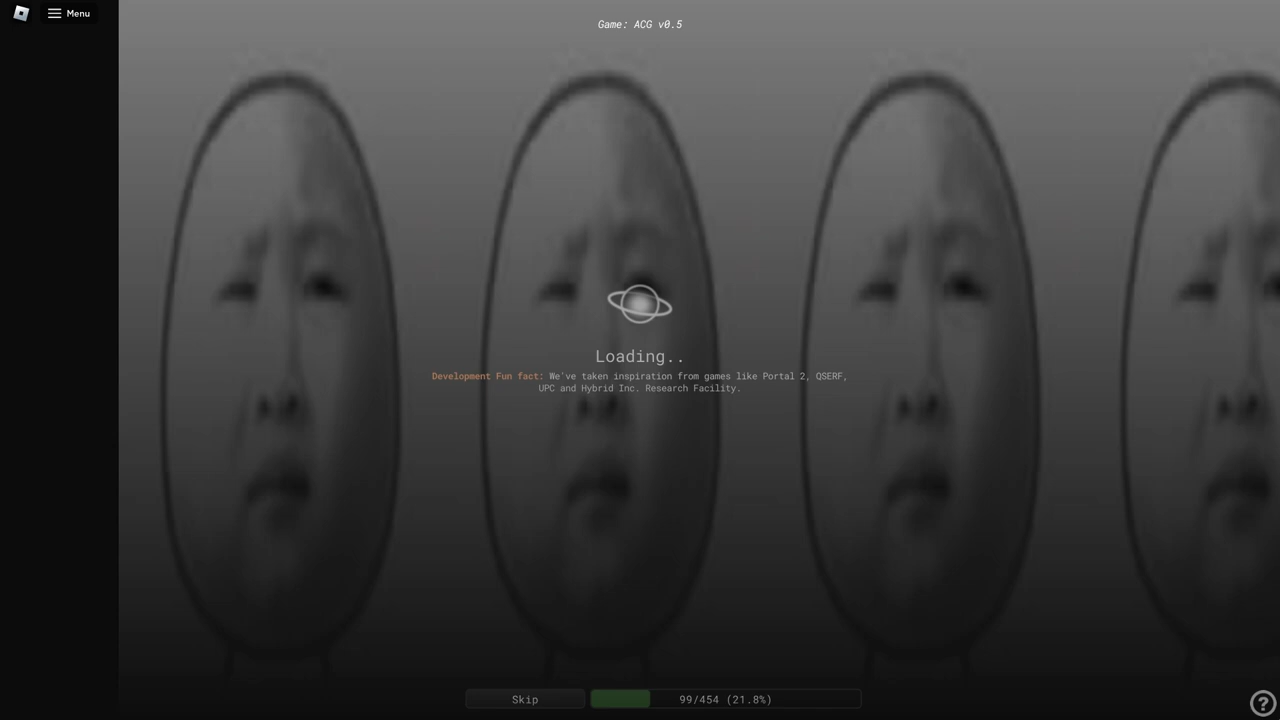 Menu
Game: ACG v0.5
Loading..
Development Fun fact: We've taken inspiration from games like Portal 2, QSERF,
UPC and Hybrid Inc. Research Facility.
Skip
99/454 (21.8%)
?